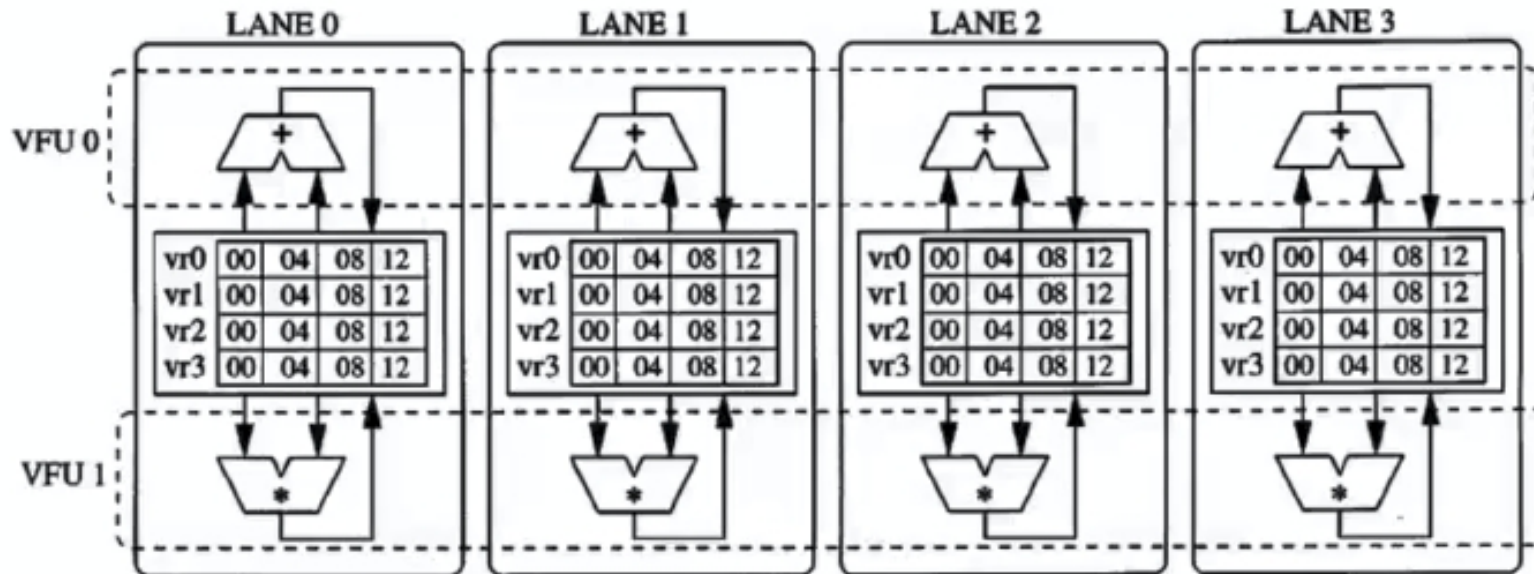 LANE 0 LANE 1 LANE 2 LANE 3
VFU 0 + + + +
vr0 00 04 08 12 vr0 00 04 08 12 vr0 00 04 08 12 vr0 00 04 08 12
vr1 00 04 08 12 vr1 00 04 08 12 vr1 00 04 08 12 vr1 00 04 08 12
vr2 00 04 08 12 vr2 00 04 08 12 vr2 00 04 08 12 vr2 00 04 08 12
vr3 00 04 08 12 vr3 00 04 08 12 vr3 00 04 08 12 vr3 00 04 08 12
VFU 1 * * * *